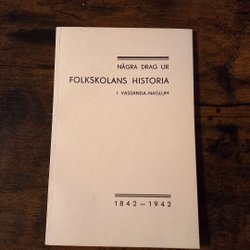 NÅGRA DRAG UR
FOLKSKOLANS HISTORIA
I VASSANDA-NAGLUM
1842—1942